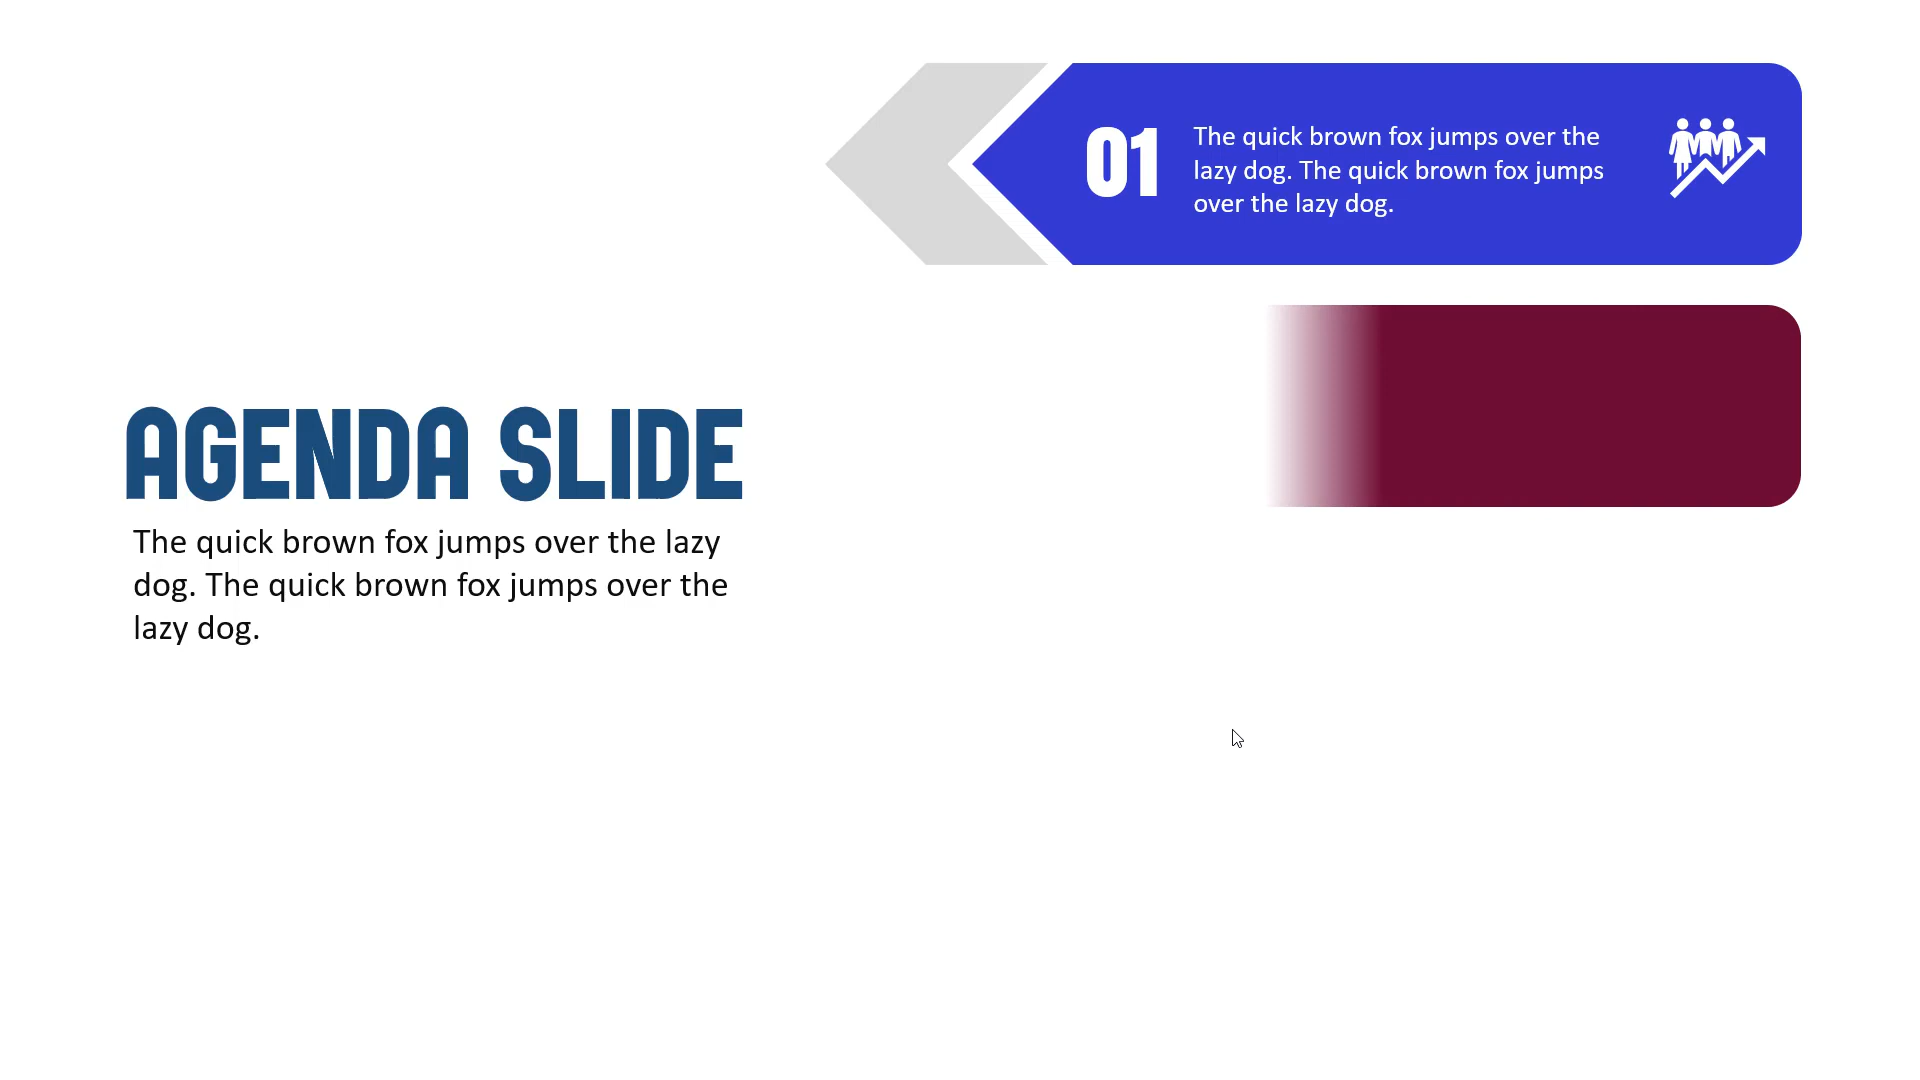 AGENDA SLIDE
The quick brown fox jumps over the lazy
dog. The quick brown fox jumps over the
lazy dog.
01
The quick brown fox jumps over the
lazy dog. The quick brown fox jumps
over the lazy dog.